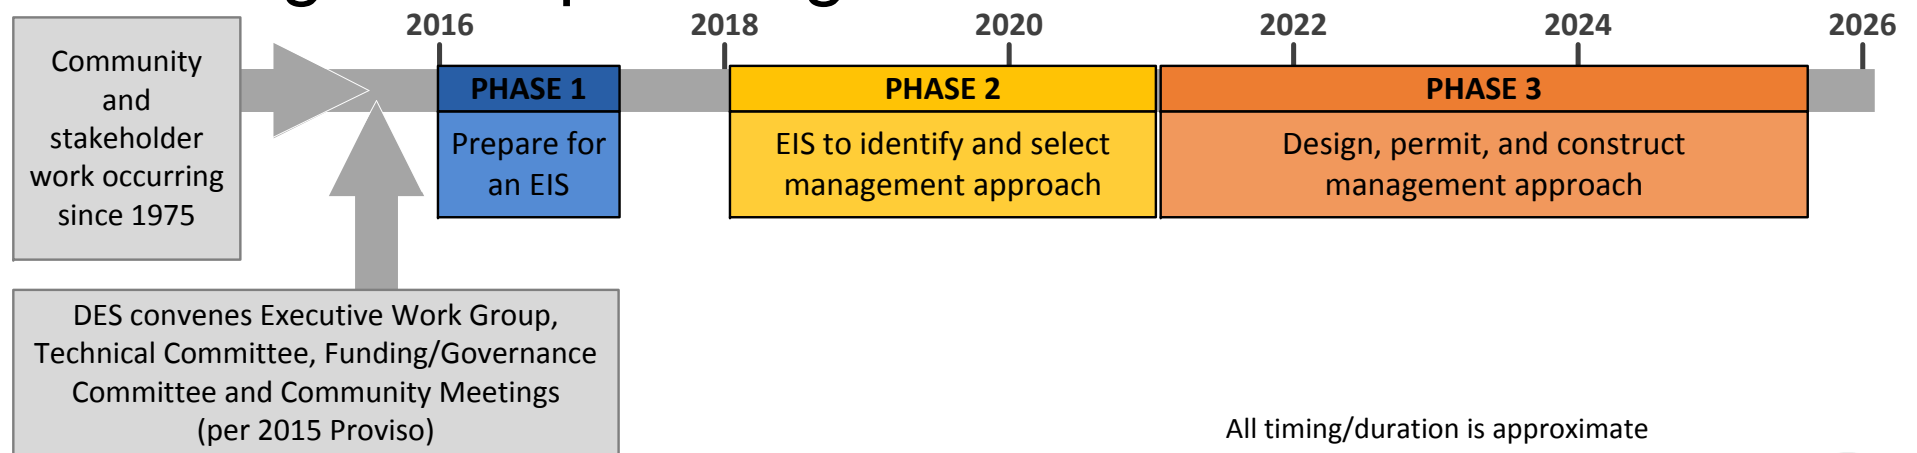 2016 2018 2020 2022 2024 2026
Community
and
stakeholder
work occurring
since 1975
PHASE 1
Prepare for
an EIS
PHASE 2
EIS to identify and select
management approach
PHASE 3
Design, permit, and construct
management approach
DES convenes Executive Work Group,
Technical Committee, Funding/Governance
Committee and Community Meetings
(per 2015 Proviso)
All timing/duration is approximate